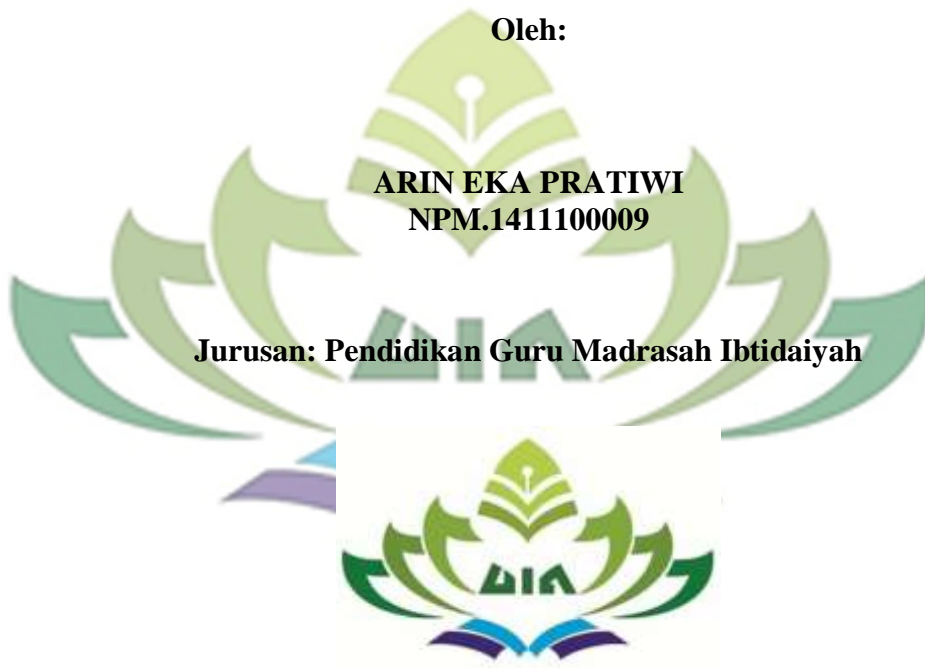 Oleh:
ARIN EKA PRATIWI
NPM.1411100009
Jurusan: Pendidikan Guru Madrasah Ibtidaiyah
UIN